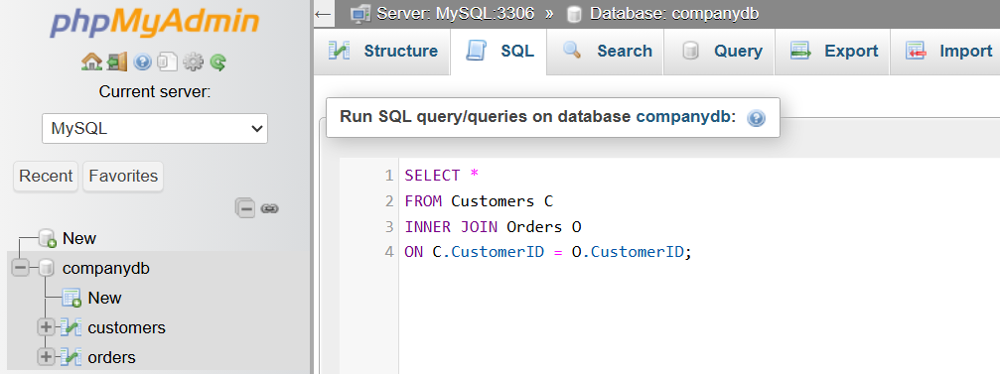 phpMyAdmin
Current server:
MySQL
Recent Favorites
New
companydb
New
customers
orders
Server: MySQL:3306 » Database: companydb
Structure SQL Search Query Export Import
Run SQL query/queries on database companydb:
1 SELECT *
2 FROM Customers C
3 INNER JOIN Orders O
4 ON C.CustomerID = O.CustomerID;